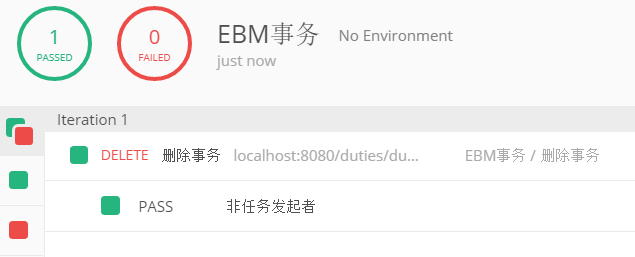 1
PASSED
0
FAILED
EBM事务 No Environment
just now
Iteration 1
DELETE 删除事务 localhost:8080/duties/du... EBM事务 / 删除事务
PASS 非任务发起者